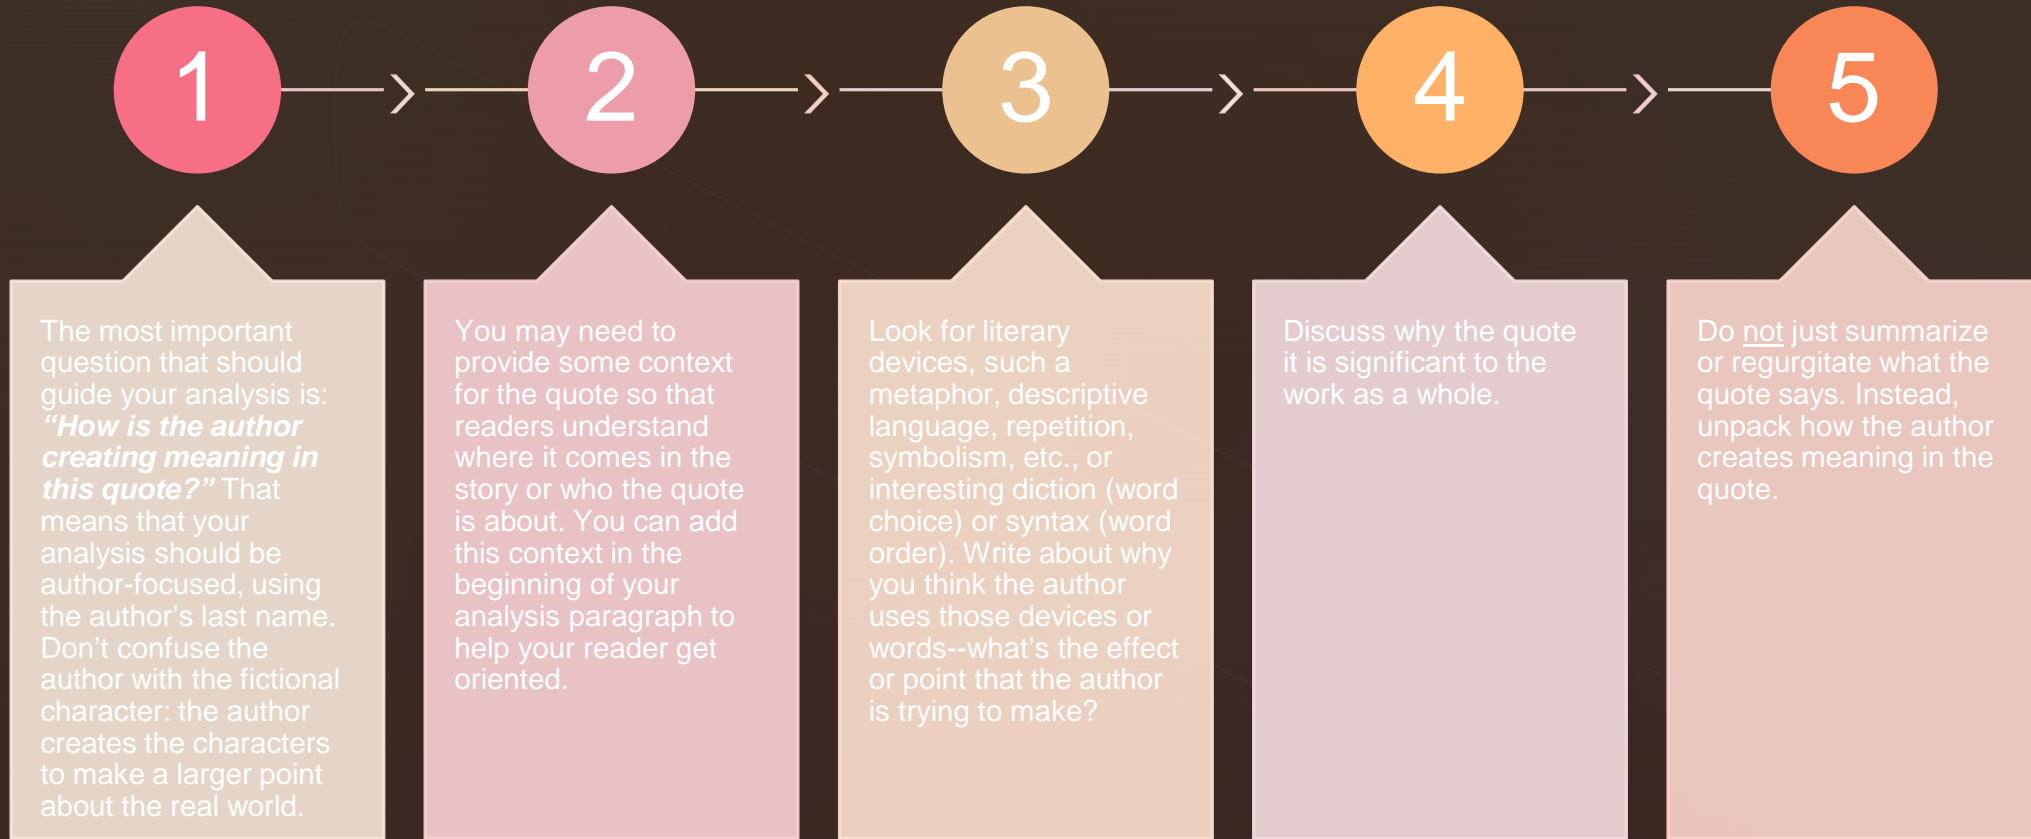 1
2
3
4
5
The most important
question that should
guide your analysis is:
“How is the author
creating meaning in
this quote?” That
means that your
analysis should be
author-focused, using
the author’s last name.
Don’t confuse the
author with the fictional
character: the author
creates the characters
to make a larger point
about the real world.
You may need to
provide some context
for the quote so that
readers understand
where it comes in the
story or who the quote
is about. You can add
this context in the
beginning of your
analysis paragraph to
help your reader get
oriented.
Look for literary
devices, such a
metaphor, descriptive
language, repetition,
symbolism, etc., or
interesting diction (word
choice) or syntax (word
order). Write about why
you think the author
uses those devices or
words--what’s the effect
or point that the author
is trying to make?
Discuss why the quote
it is significant to the
work as a whole.
Do not just summarize
or regurgitate what the
quote says. Instead,
unpack how the author
creates meaning in the
quote.